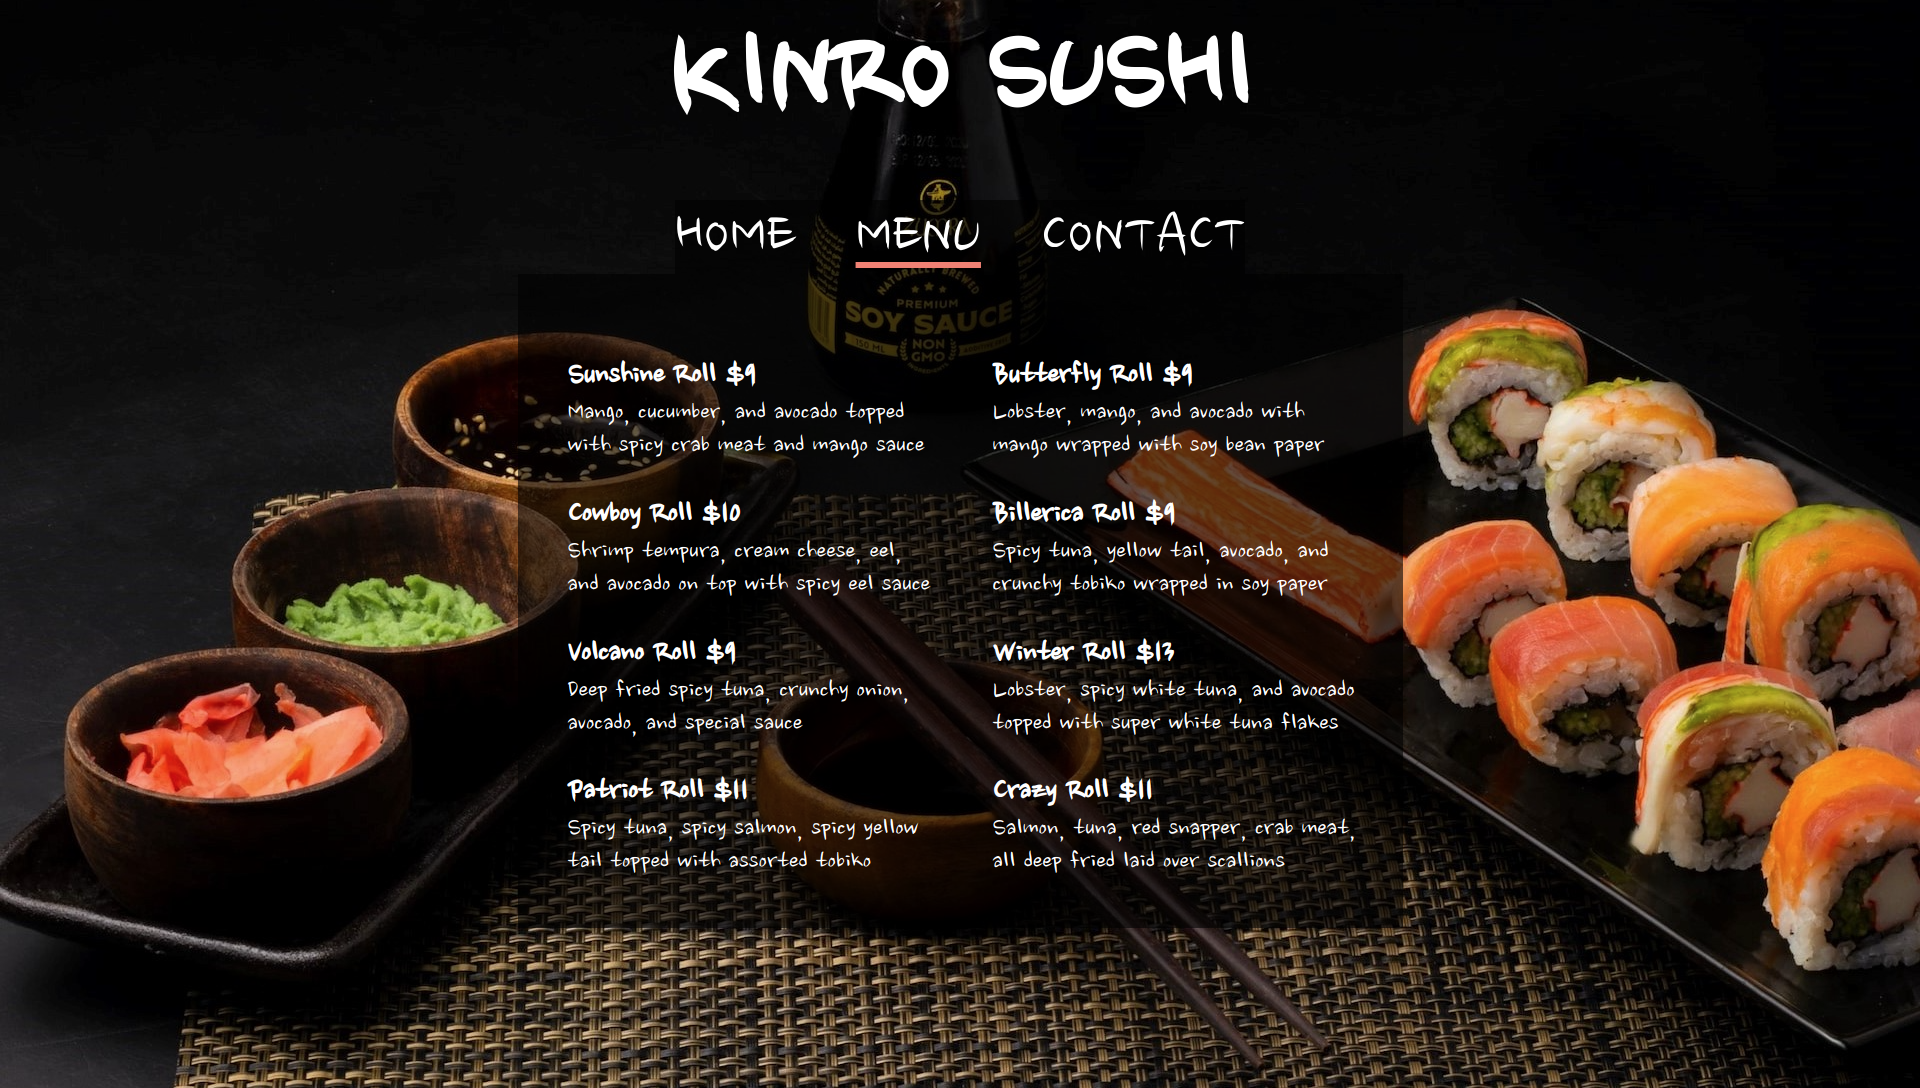 KINRO SUSHI
HOME MENU CONTACT
NATURALLY BREWED
PREMIUM
SOY SAUCE
150 ML
NON
GMO
Sunshine Roll $9
Mango, cucumber, and avocado topped
with spicy crab meat and mango sauce
Cowboy Roll $10
Shrimp tempura, cream cheese, eel,
and avocado on top with spicy eel sauce
Volcano Roll $9
Deep fried spicy tuna, crunchy onion,
avocado, and special sauce
Patriot Roll $11
Spicy tuna, spicy salmon, spicy yellow
tail topped with assorted tobiko
Butterfly Roll $9
Lobster, mango, and avocado with
mango wrapped with soy bean paper
Billerica Roll $9
Spicy tuna, yellow tail, avocado, and
crunchy tobiko wrapped in soy paper
Winter Roll $13
Lobster, spicy white tuna, and avocado
topped with super white tuna flakes
Crazy Roll $11
Salmon, tuna, red snapper, crab meat,
all deep fried laid over scallions